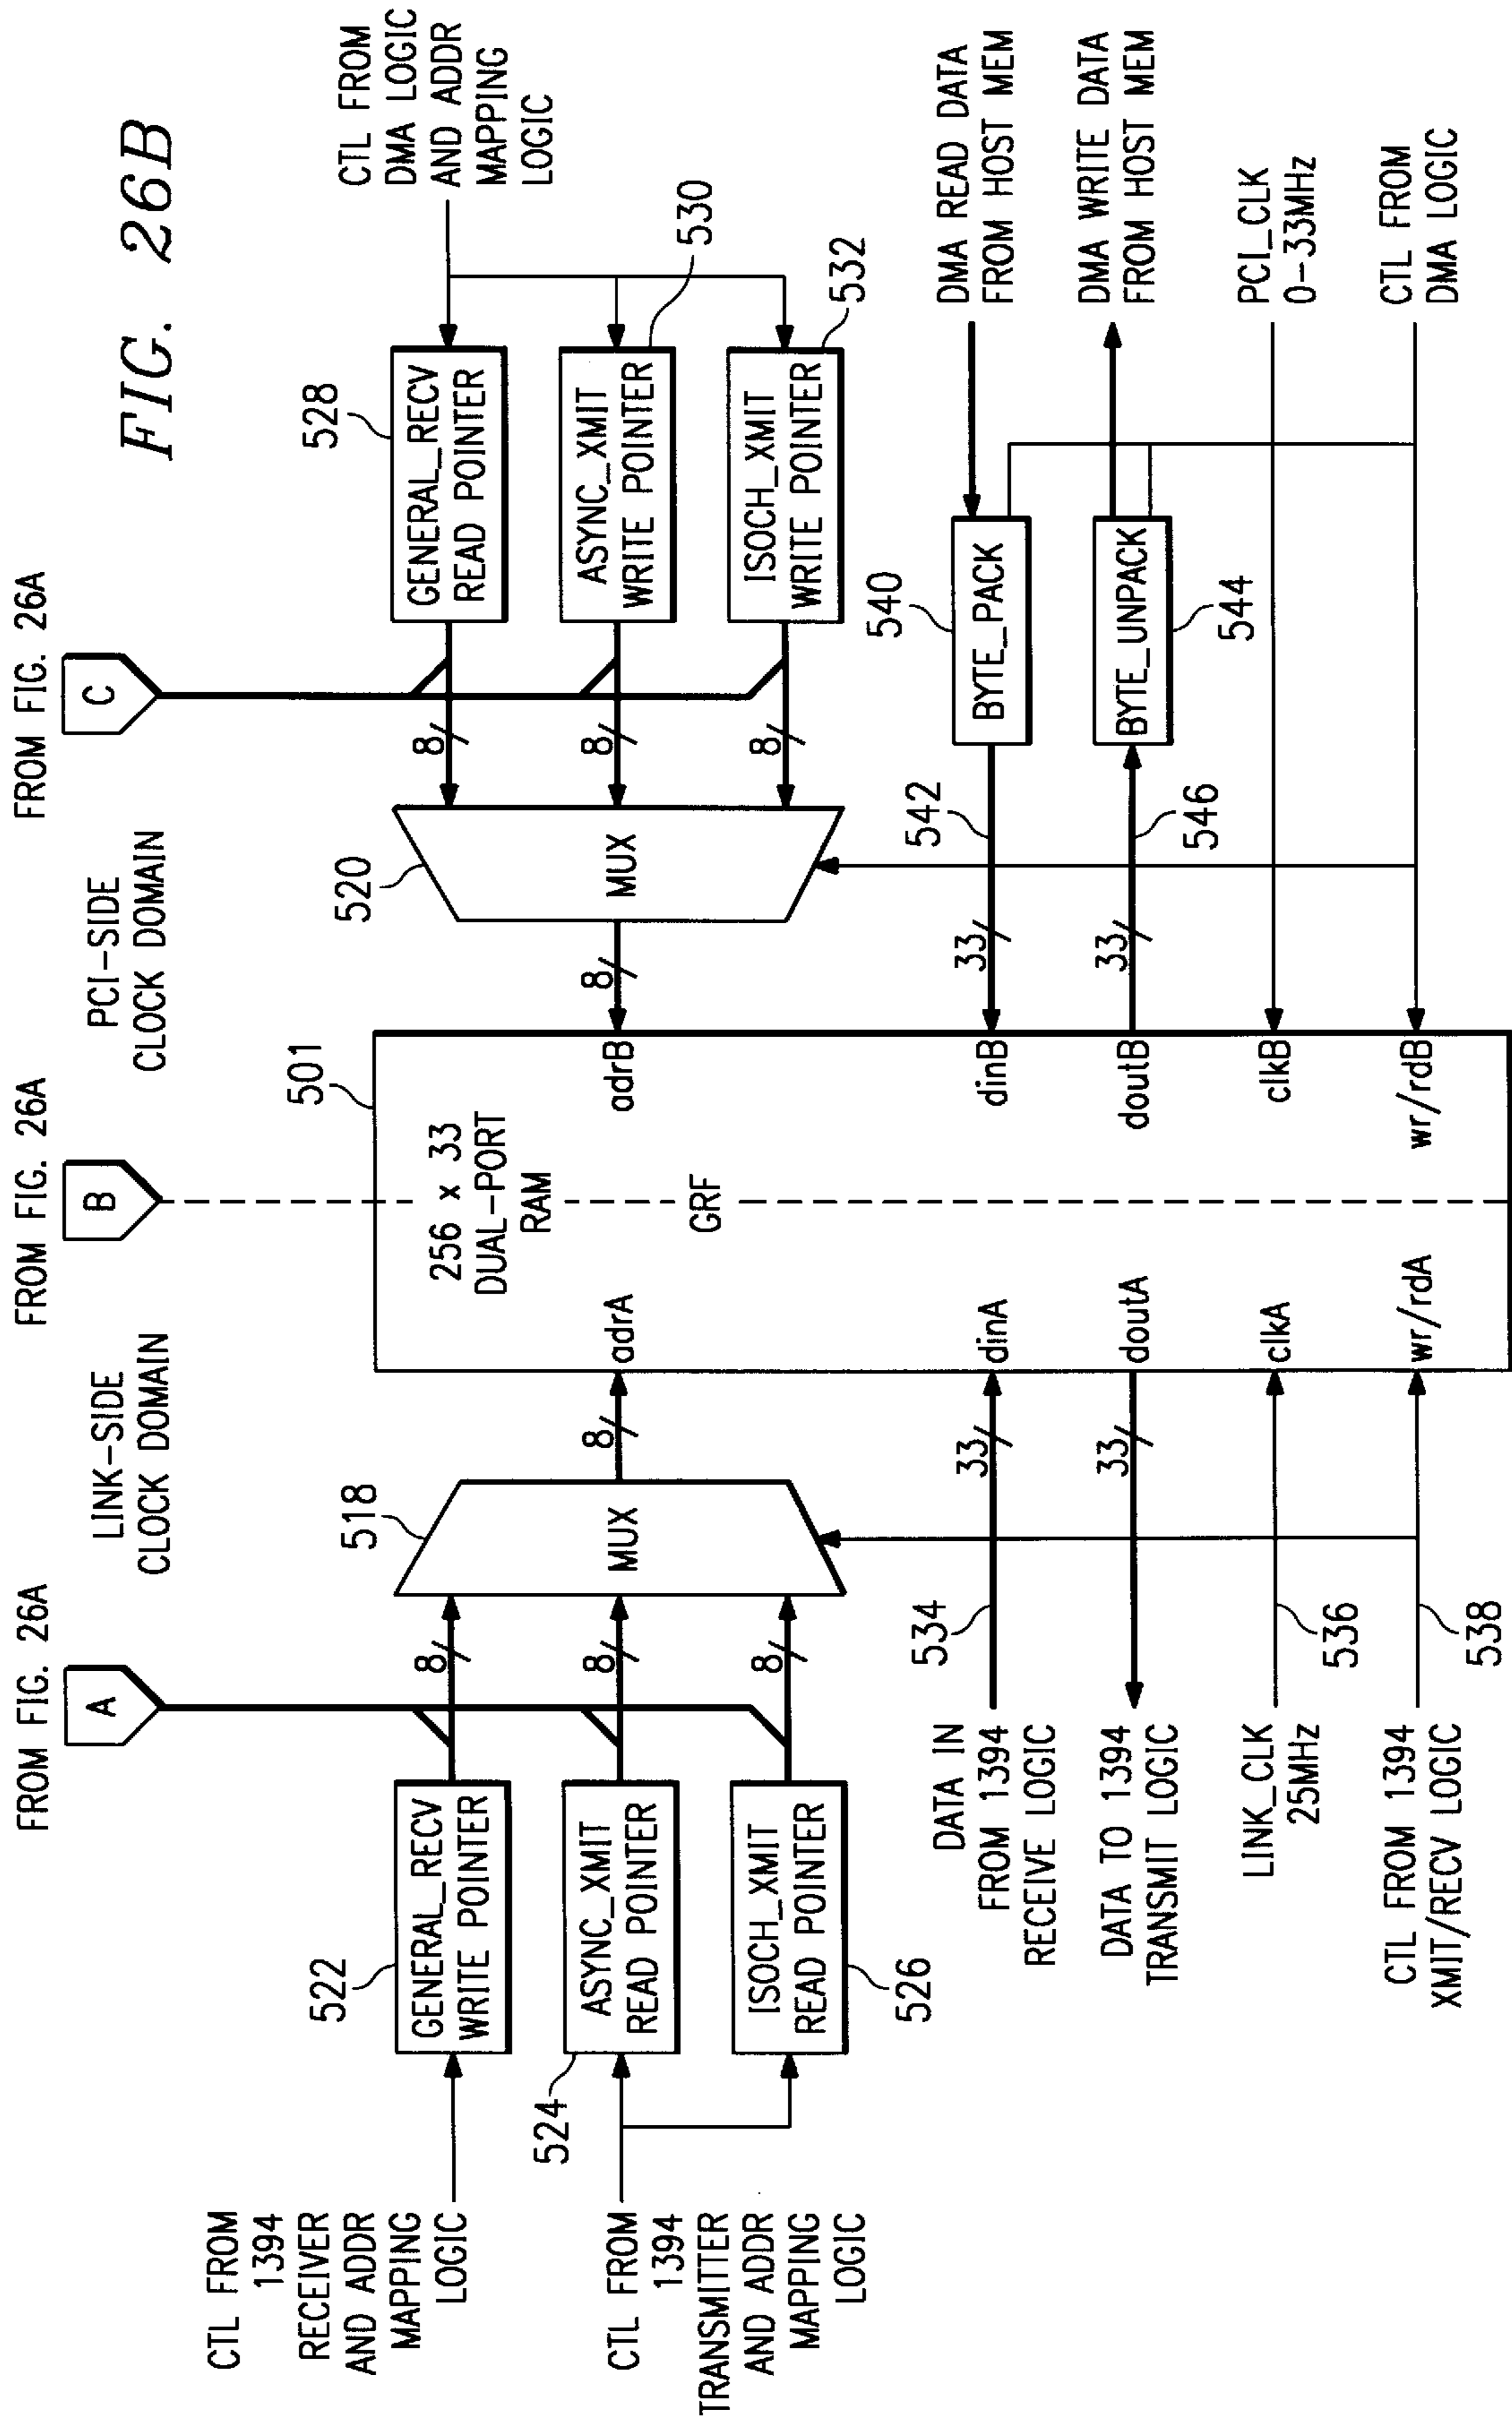 FIG. 26B
FROM FIG. 26A
A
FROM FIG. 26A
B
FROM FIG. 26A
C
LINK-SIDE
CLOCK DOMAIN
PCI-SIDE
CLOCK DOMAIN
CTL FROM
1394
RECEIVER
AND ADDR
MAPPING
LOGIC
CTL FROM
1394
TRANSMITTER
AND ADDR
MAPPING
LOGIC
522
GENERAL_RECV
WRITE POINTER
524
ASYNC_XMIT
READ POINTER
ISOCH_XMIT
READ POINTER
526
8
8
8
518
MUX
8
501
256 x 33
DUAL-PORT
RAM
GRF
adrA
dinA
doutA
clkA
wr/rdA
adrB
dinB
doutB
clkB
wr/rdB
8
520
MUX
8
8
8
528
GENERAL_RECV
READ POINTER
ASYNC_XMIT
WRITE POINTER
530
ISOCH_XMIT
WRITE POINTER
532
CTL FROM
DMA LOGIC
AND ADDR
MAPPING
LOGIC
DATA IN
FROM 1394
RECEIVE LOGIC
534
33
DATA TO 1394
TRANSMIT LOGIC
33
LINK_CLK
25MHz
536
CTL FROM 1394
XMIT/RECV LOGIC
538
33
542
540
BYTE_PACK
DMA READ DATA
FROM HOST MEM
33
546
BYTE_UNPACK
544
DMA WRITE DATA
FROM HOST MEM
PCI_CLK
0-33MHz
CTL FROM
DMA LOGIC